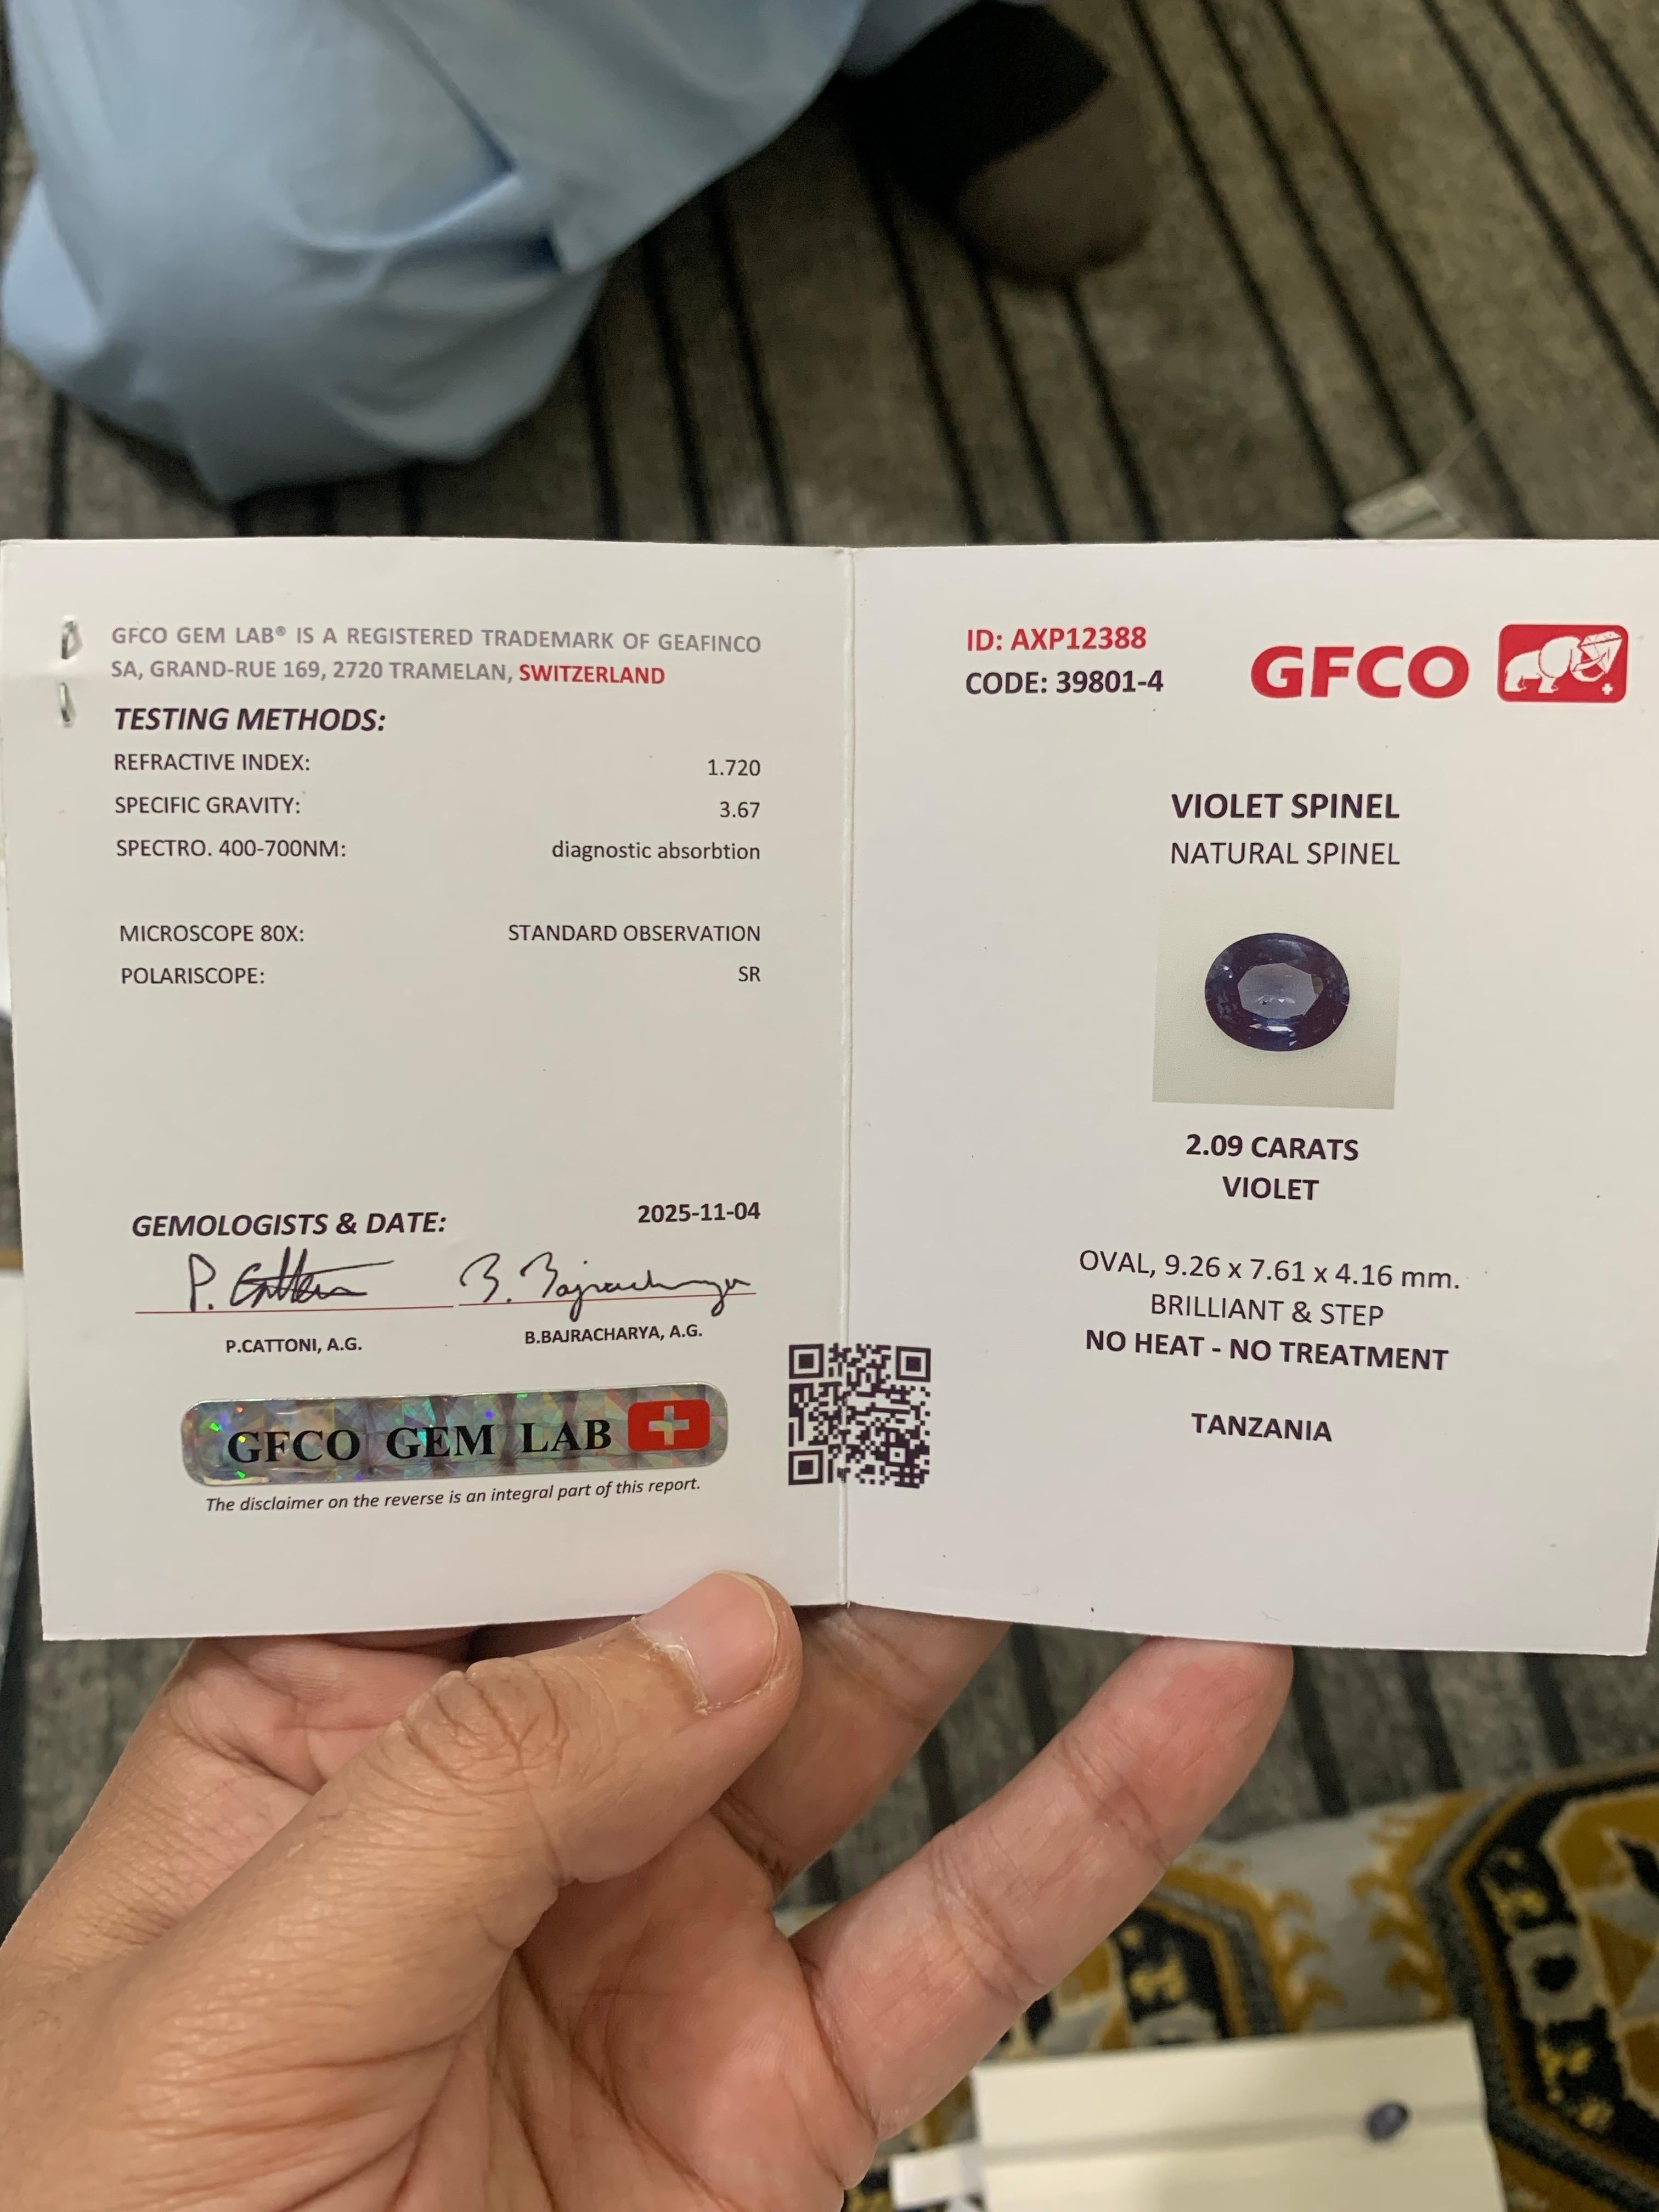 GFCO GEM LAB® IS A REGISTERED TRADEMARK OF GEAFINCO
SA, GRAND-RUE 169, 2720 TRAMELAN, SWITZERLAND
TESTING METHODS:
REFRACTIVE INDEX: 1.720
SPECIFIC GRAVITY: 3.67
SPECTRO. 400-700NM: diagnostic absorbtion
MICROSCOPE 80X: STANDARD OBSERVATION
POLARISCOPE: SR
GEMOLOGISTS & DATE: 2025-11-04
P. Cattoni B. Bajracharya
P.CATTONI, A.G. B.BAJRACHARYA, A.G.
GFCO GEM LAB
The disclaimer on the reverse is an integral part of this report.
ID: AXP12388
CODE: 39801-4
GFCO
VIOLET SPINEL
NATURAL SPINEL
2.09 CARATS
VIOLET
OVAL, 9.26 x 7.61 x 4.16 mm.
BRILLIANT & STEP
NO HEAT - NO TREATMENT
TANZANIA